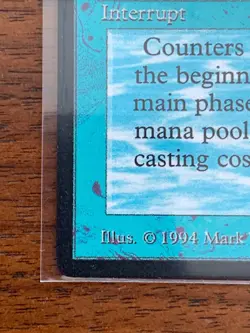 Interrupt
Counters
the beginn
main phase
mana pool
casting cos
Illus. © 1994 Mark